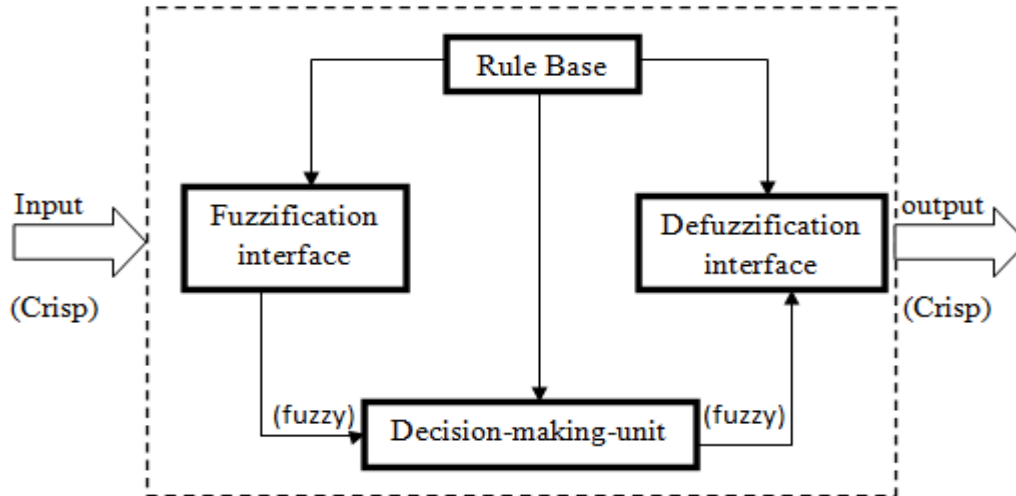 Rule Base
Input
(Crisp)
Fuzzification
interface
Defuzzification
interface
output
(Crisp)
(fuzzy)
Decision-making-unit
(fuzzy)